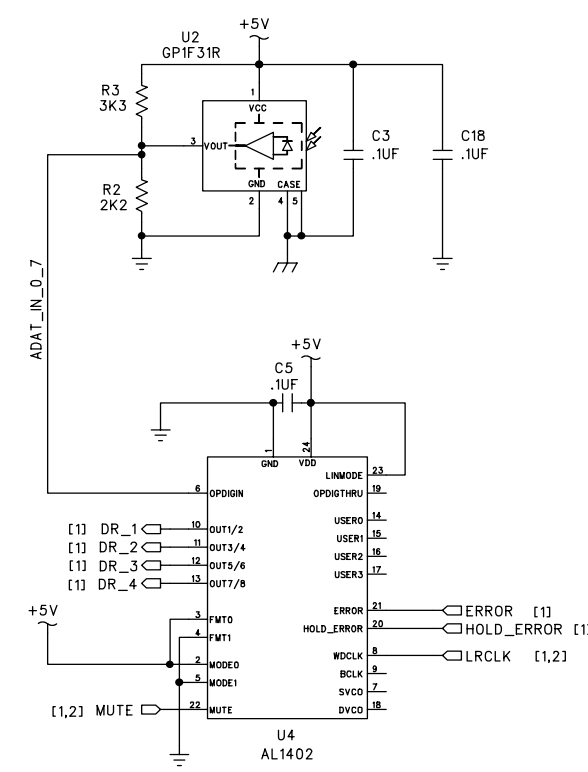 +5V
U2
GP1F31R
R3
3K3
1
VCC
3
VOUT
C3
.1UF
C18
.1UF
R2
2K2
GND
CASE
2
4
5
ADAT_IN_0_7
+5V
C5
.1UF
1
24
GND
VDD
LINMODE
23
6
OPDIGIN
OPDIGTHRU
19
[1] DR_1
10
OUT1/2
USER0
14
[1] DR_2
11
OUT3/4
USER1
15
[1] DR_3
12
OUT5/6
USER2
16
[1] DR_4
13
OUT7/8
USER3
17
+5V
3
FMT0
ERROR
21
ERROR [1]
4
FMT1
HOLD_ERROR
20
HOLD_ERROR [1]
2
MODE0
WDCLK
8
LRCLK [1,2]
5
MODE1
BCLK
9
SVCO
7
[1,2] MUTE
22
MUTE
DVCO
18
U4
AL1402